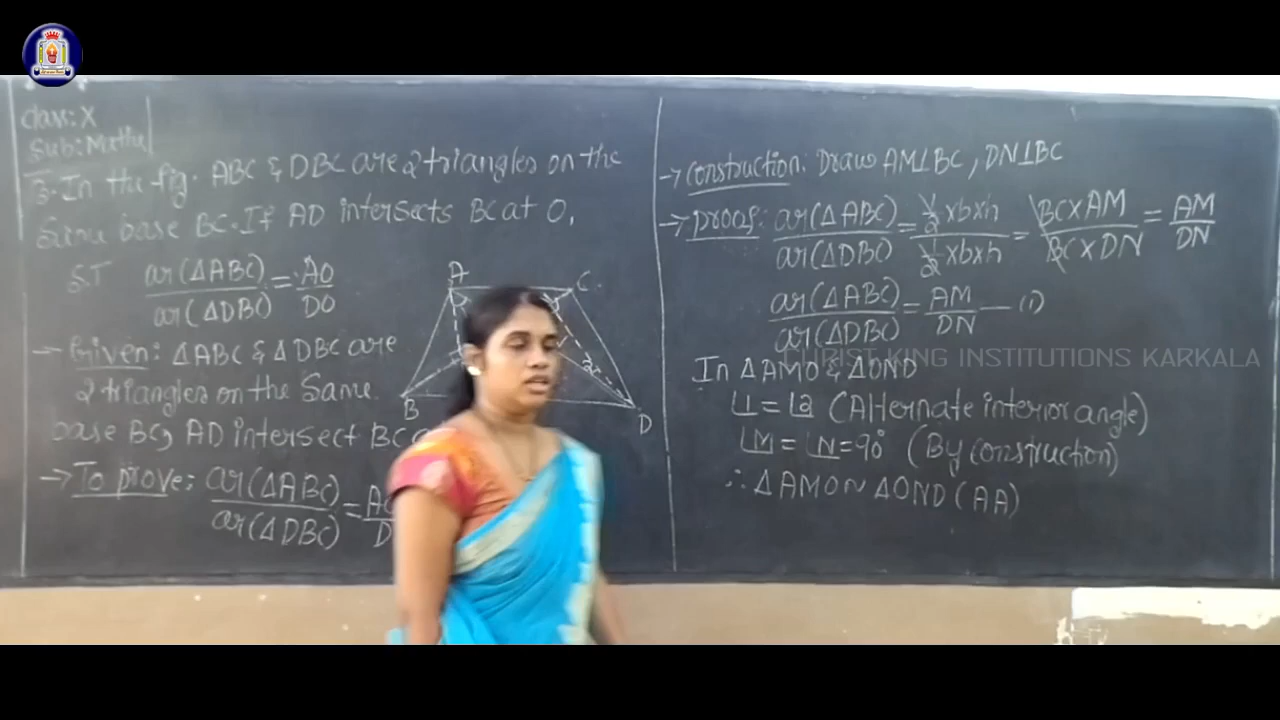 class: X
Sub: Maths
3. In the fig. ABC & DBC are 2 triangles on the
Same base BC. If AD intersects BC at O,
S.T ar(ΔABC)/ar(ΔDBC) = AO/DO
A
C
B
D
2
→ Given: ΔABC & ΔDBC are
2 triangles on the Same
base BC, AD intersect BC
→ To prove: ar(ΔABC)/ar(ΔDBC) =
→ Construction: Draw AM⊥BC, DN⊥BC
→ Proof: ar(ΔABC)/ar(ΔDBC) = ½×b×h/½×b×h = BC×AM/BC×DN = AM/DN
ar(ΔABC)/ar(ΔDBC) = AM/DN — (1)
CHRIST KING INSTITUTIONS KARKALA
In ΔAMO & ΔOND
∠1 = ∠2 (Alternate interior angle)
∠M = ∠N = 90° (By construction)
∴ ΔAMO ~ ΔOND (AA)